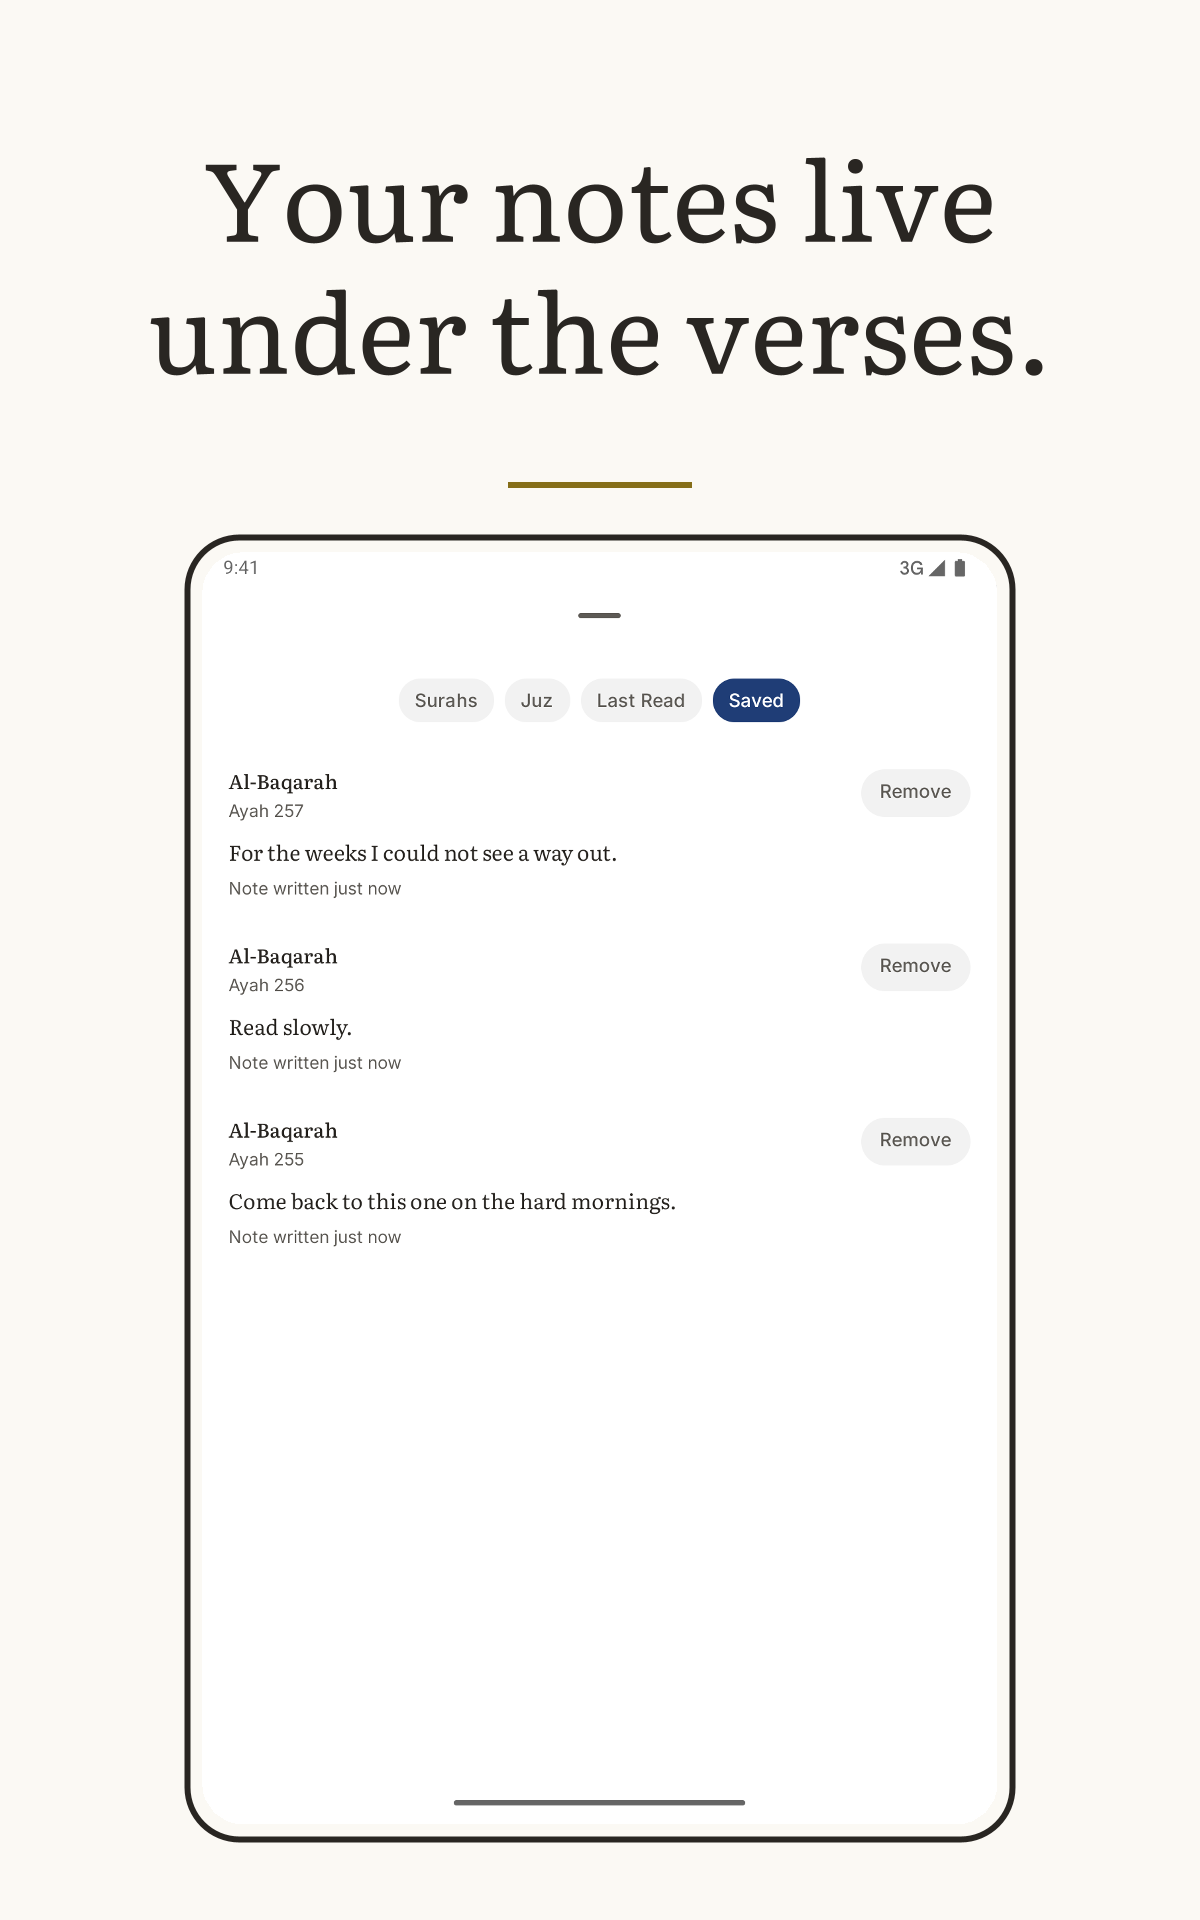 Your notes live
under the verses.
9:41
3G
Surahs
Juz
Last Read
Saved
Al-Baqarah
Remove
Ayah 257
For the weeks I could not see a way out.
Note written just now
Al-Baqarah
Remove
Ayah 256
Read slowly.
Note written just now
Al-Baqarah
Remove
Ayah 255
Come back to this one on the hard mornings.
Note written just now